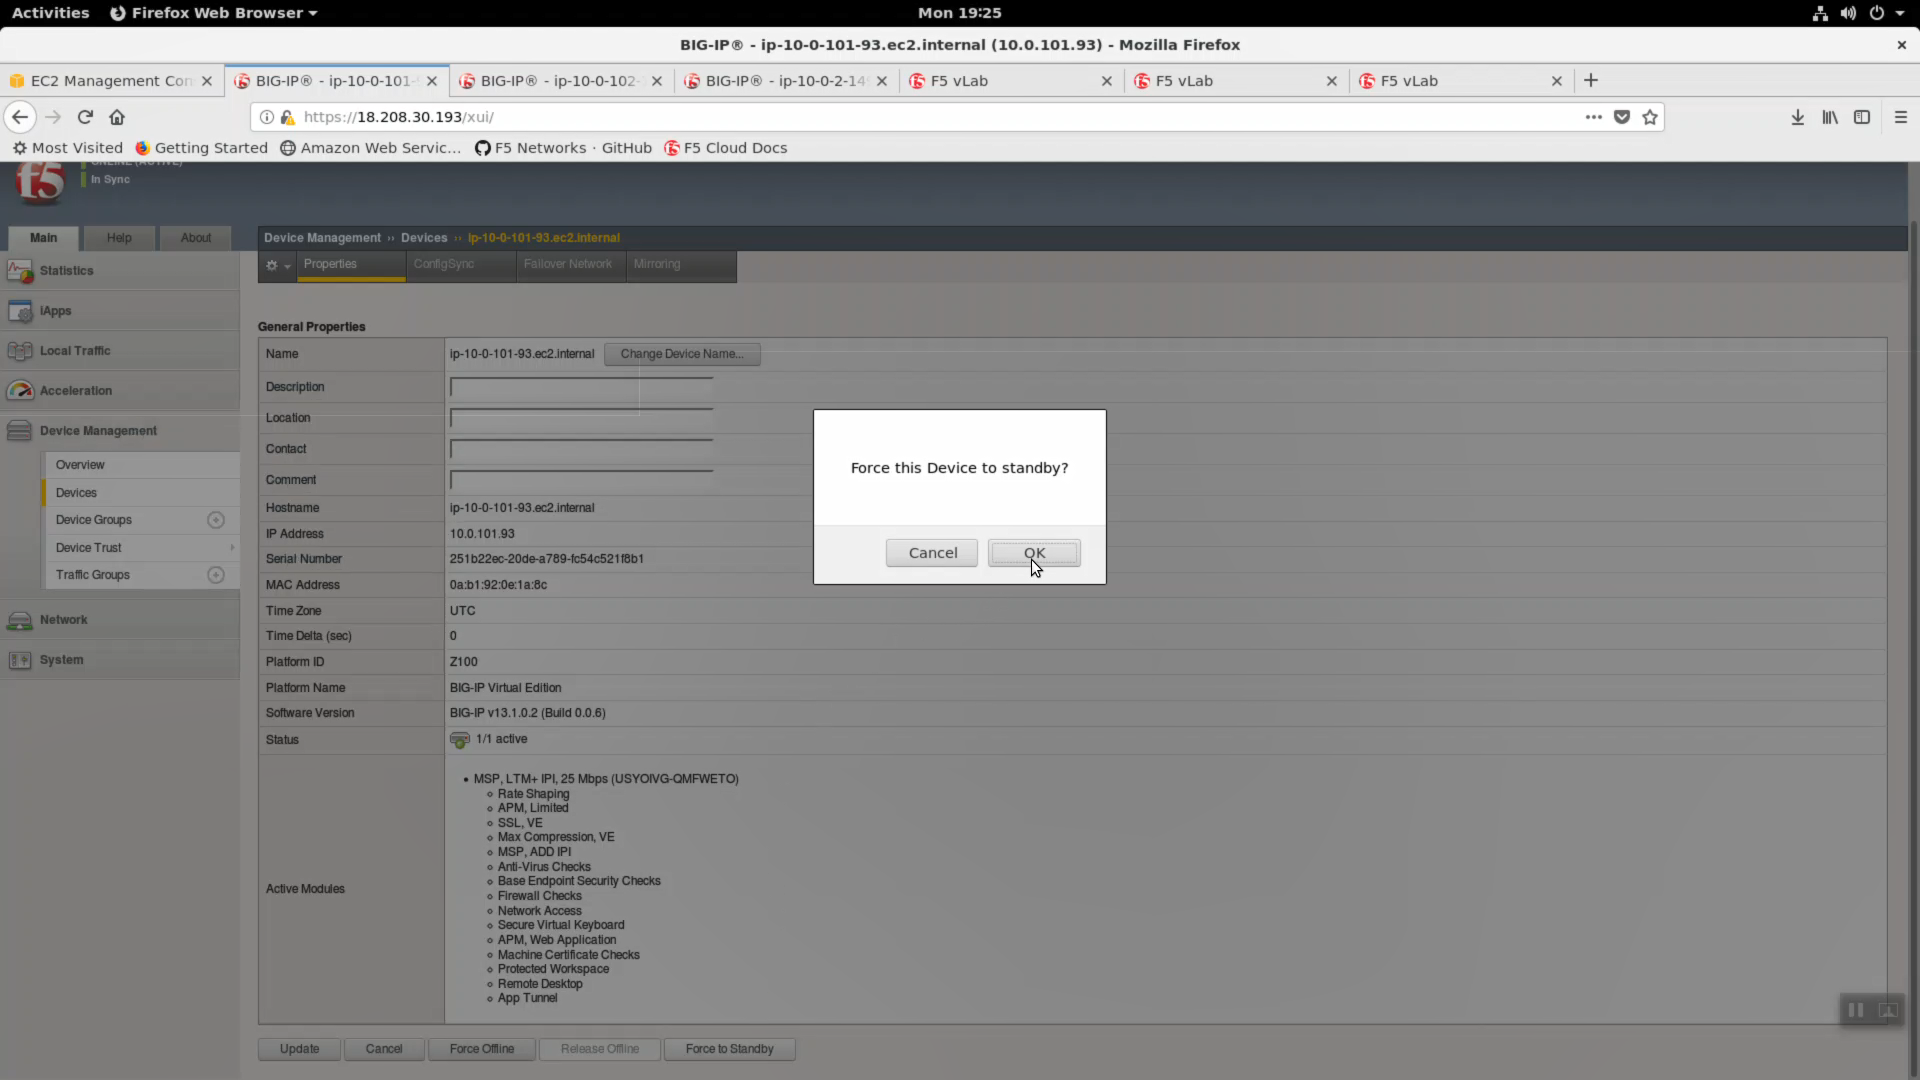 Activities Firefox Web Browser Mon 19:25
BIG-IP® - ip-10-0-101-93.ec2.internal (10.0.101.93) - Mozilla Firefox
EC2 Management Con BIG-IP® - ip-10-0-101- BIG-IP® - ip-10-0-102- BIG-IP® - ip-10-0-2-14 F5 vLab F5 vLab F5 vLab
https://18.208.30.193/xui/
Most Visited Getting Started Amazon Web Servic... F5 Networks · GitHub F5 Cloud Docs
ONLINE (ACTIVE)
f5 In Sync
Main Help About
Device Management ›› Devices ›› ip-10-0-101-93.ec2.internal
Properties ConfigSync Failover Network Mirroring
Statistics
iApps
Local Traffic
Acceleration
Device Management
Overview
Devices
Device Groups
Device Trust
Traffic Groups
Network
System
General Properties
Name ip-10-0-101-93.ec2.internal Change Device Name...
Description
Location
Contact
Comment
Hostname ip-10-0-101-93.ec2.internal
IP Address 10.0.101.93
Serial Number 251b22ec-20de-a789-fc54c521f8b1
MAC Address 0a:b1:92:0e:1a:8c
Time Zone UTC
Time Delta (sec) 0
Platform ID Z100
Platform Name BIG-IP Virtual Edition
Software Version BIG-IP v13.1.0.2 (Build 0.0.6)
Status 1/1 active
Active Modules
• MSP, LTM+ IPI, 25 Mbps (USYOIVG-QMFWETO)
Rate Shaping
APM, Limited
SSL, VE
Max Compression, VE
MSP, ADD IPI
Anti-Virus Checks
Base Endpoint Security Checks
Firewall Checks
Network Access
Secure Virtual Keyboard
APM, Web Application
Machine Certificate Checks
Protected Workspace
Remote Desktop
App Tunnel
Update Cancel Force Offline Release Offline Force to Standby
Force this Device to standby?
Cancel OK